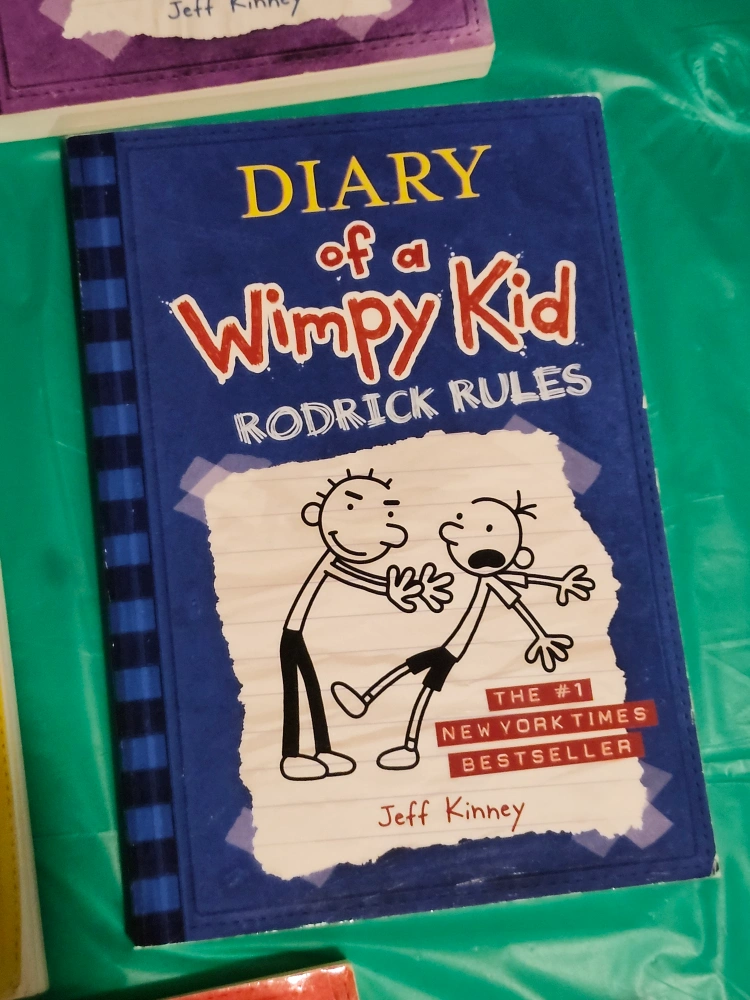 Jeff Kinney
DIARY
of a
Wimpy Kid
RODRICK RULES
THE #1
NEW YORK TIMES
BESTSELLER
Jeff Kinney